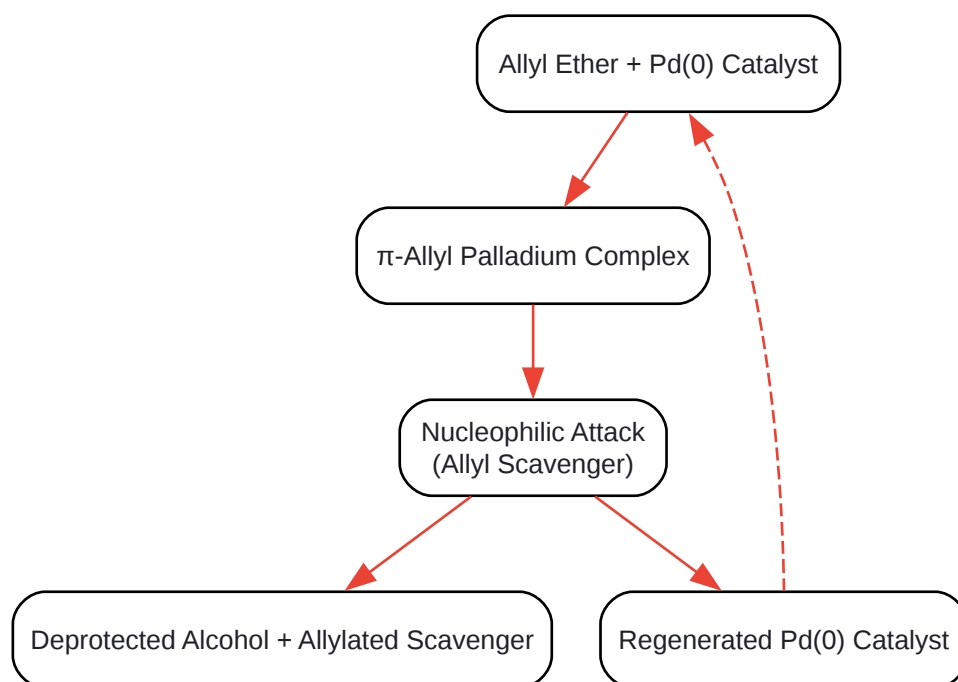 Allyl Ether + Pd(0) Catalyst
π-Allyl Palladium Complex
Nucleophilic Attack
(Allyl Scavenger)
Deprotected Alcohol + Allylated Scavenger
Regenerated Pd(0) Catalyst